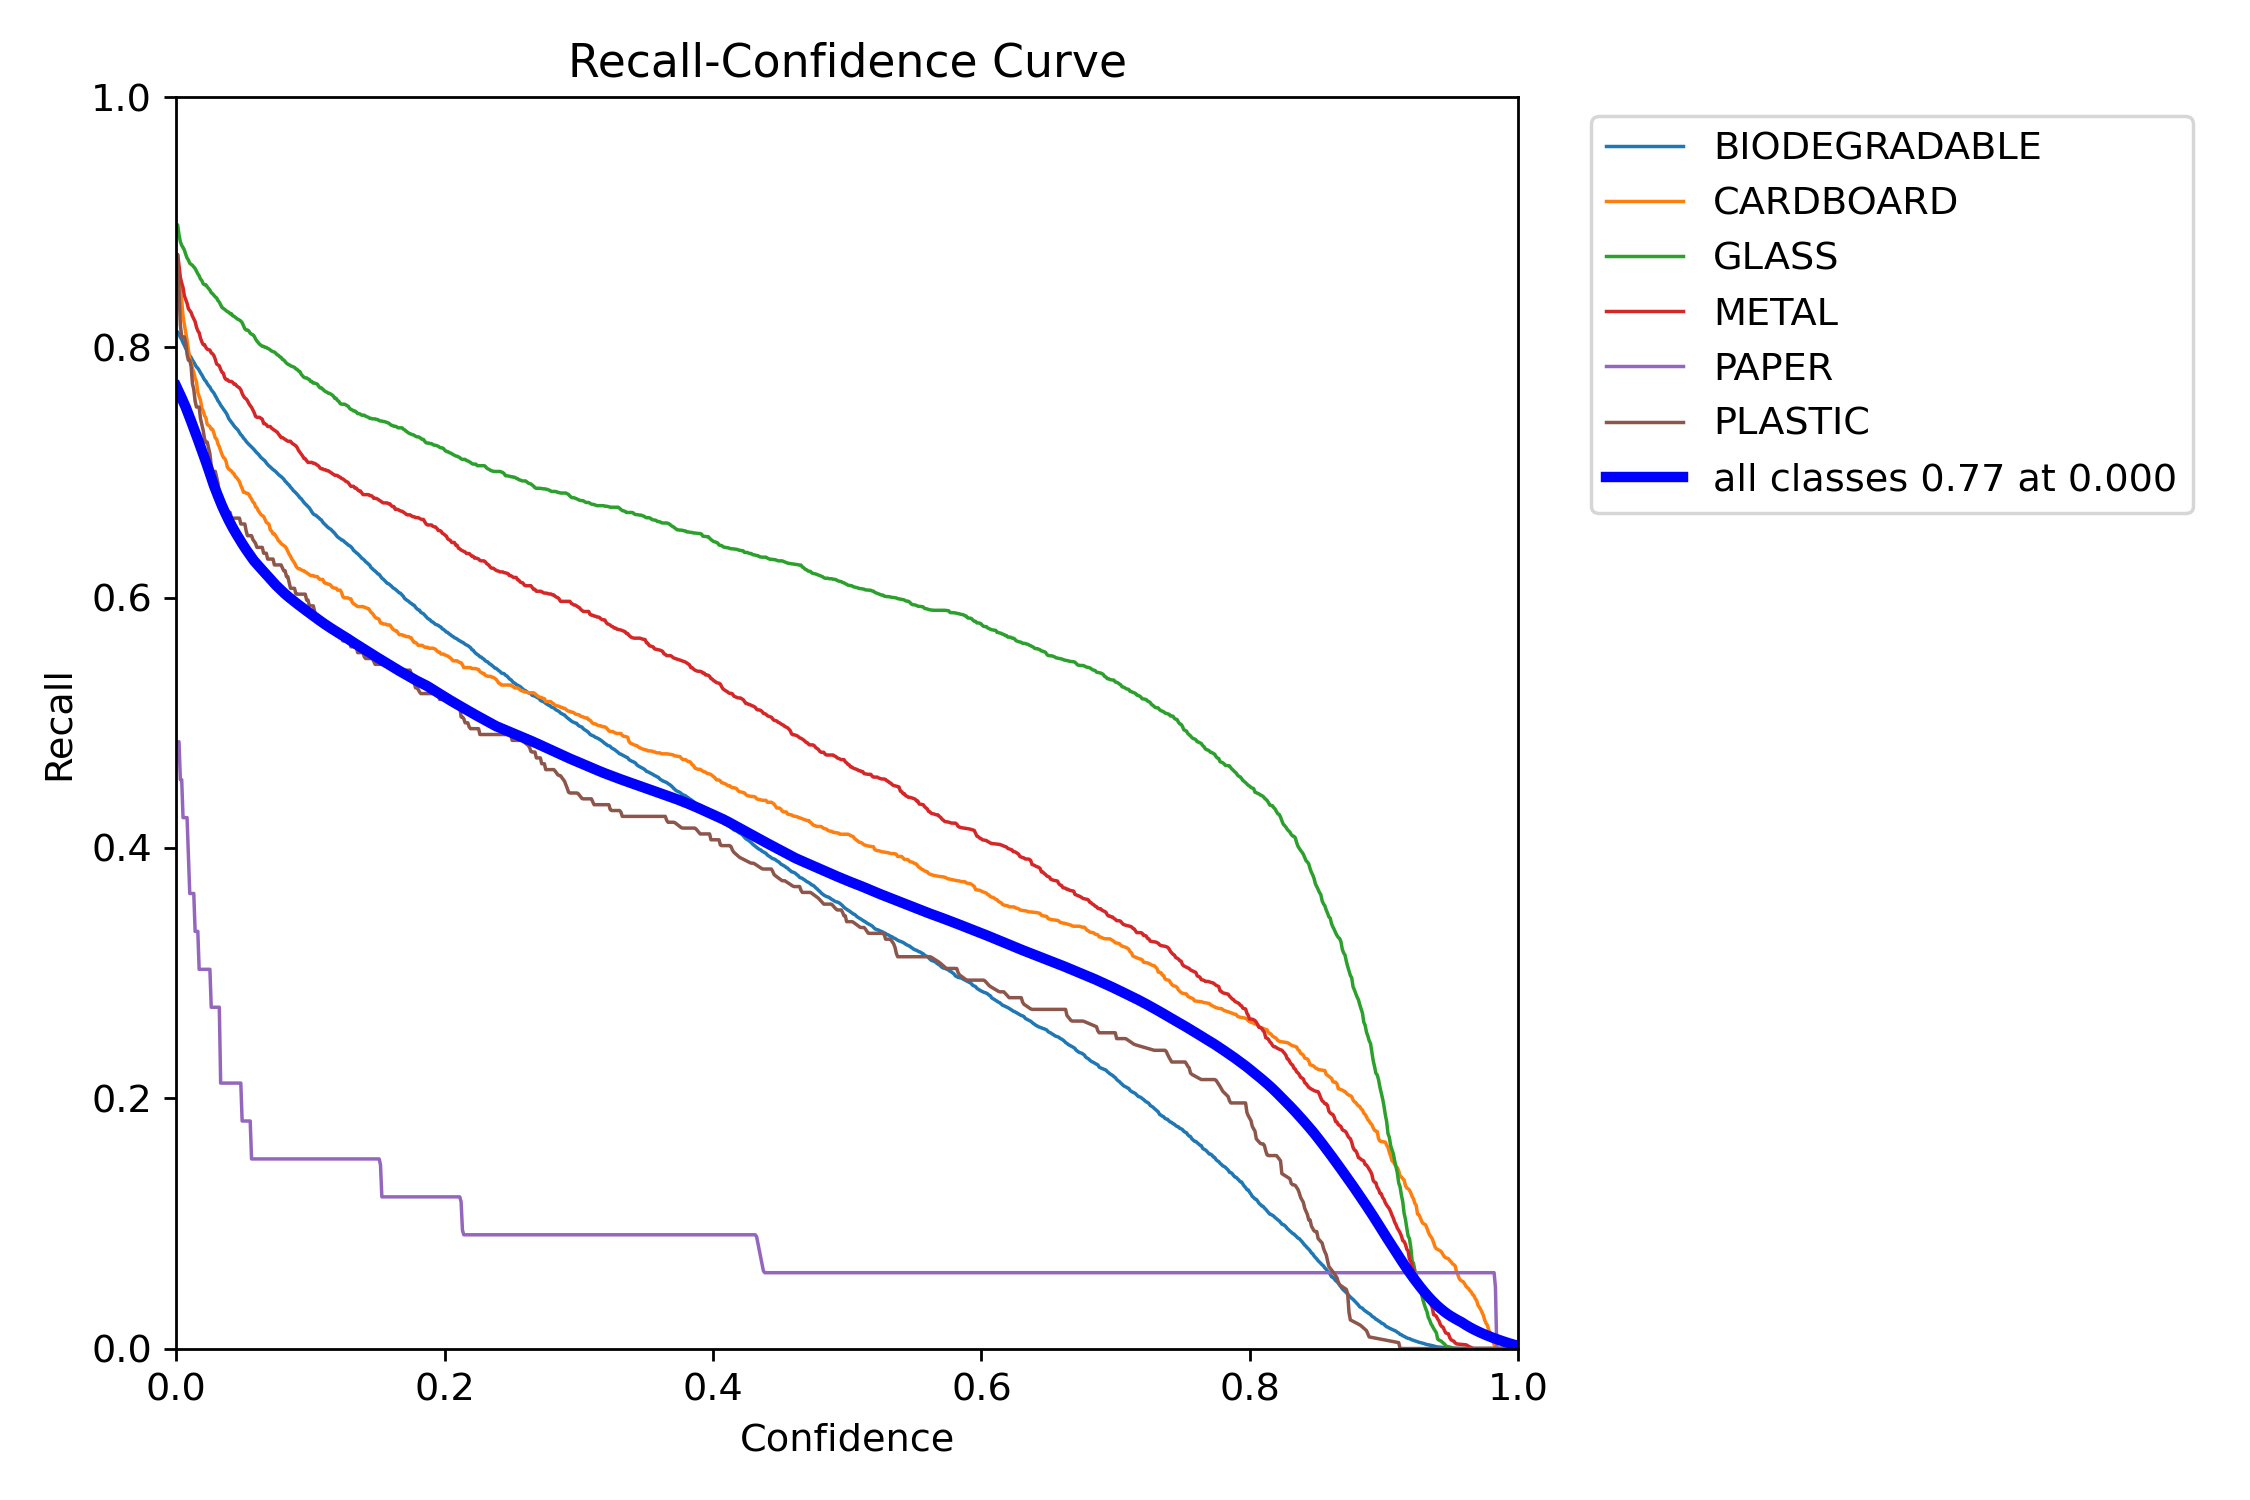 Recall-Confidence Curve
1.0
0.8
0.6
0.4
0.2
0.0
Recall
0.0 0.2 0.4 0.6 0.8 1.0
Confidence
BIODEGRADABLE
CARDBOARD
GLASS
METAL
PAPER
PLASTIC
all classes 0.77 at 0.000